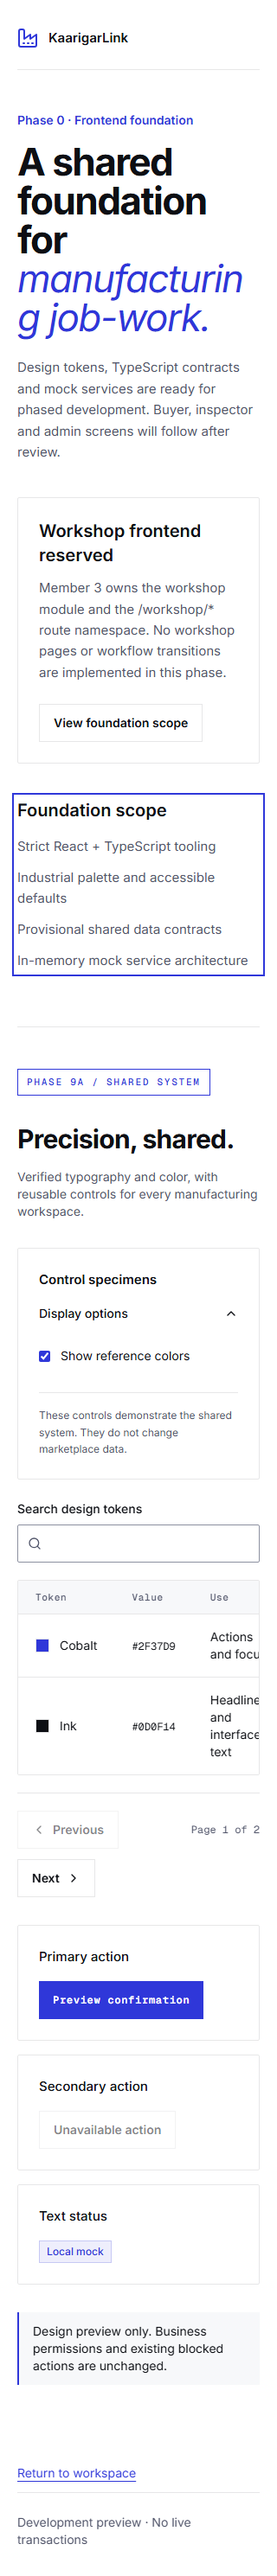 KaarigarLink
Phase 0 · Frontend foundation
A shared
foundation
for
manufacturin
g job-work.
Design tokens, TypeScript contracts
and mock services are ready for
phased development. Buyer, inspector
and admin screens will follow after
review.
Workshop frontend
reserved
Member 3 owns the workshop
module and the /workshop/*
route namespace. No workshop
pages or workflow transitions
are implemented in this phase.
View foundation scope
Foundation scope
Strict React + TypeScript tooling
Industrial palette and accessible
defaults
Provisional shared data contracts
In-memory mock service architecture
PHASE 9A / SHARED SYSTEM
Precision, shared.
Verified typography and color, with
reusable controls for every manufacturing
workspace.
Control specimens
Display options
Show reference colors
These controls demonstrate the shared
system. They do not change
marketplace data.
Search design tokens
Token Value Use
Cobalt #2F37D9 Actions
and focu
Ink #0D0F14 Headline
and
interface
text
Previous Page 1 of 2
Next
Primary action
Preview confirmation
Secondary action
Unavailable action
Text status
Local mock
Design preview only. Business
permissions and existing blocked
actions are unchanged.
Return to workspace
Development preview · No live
transactions